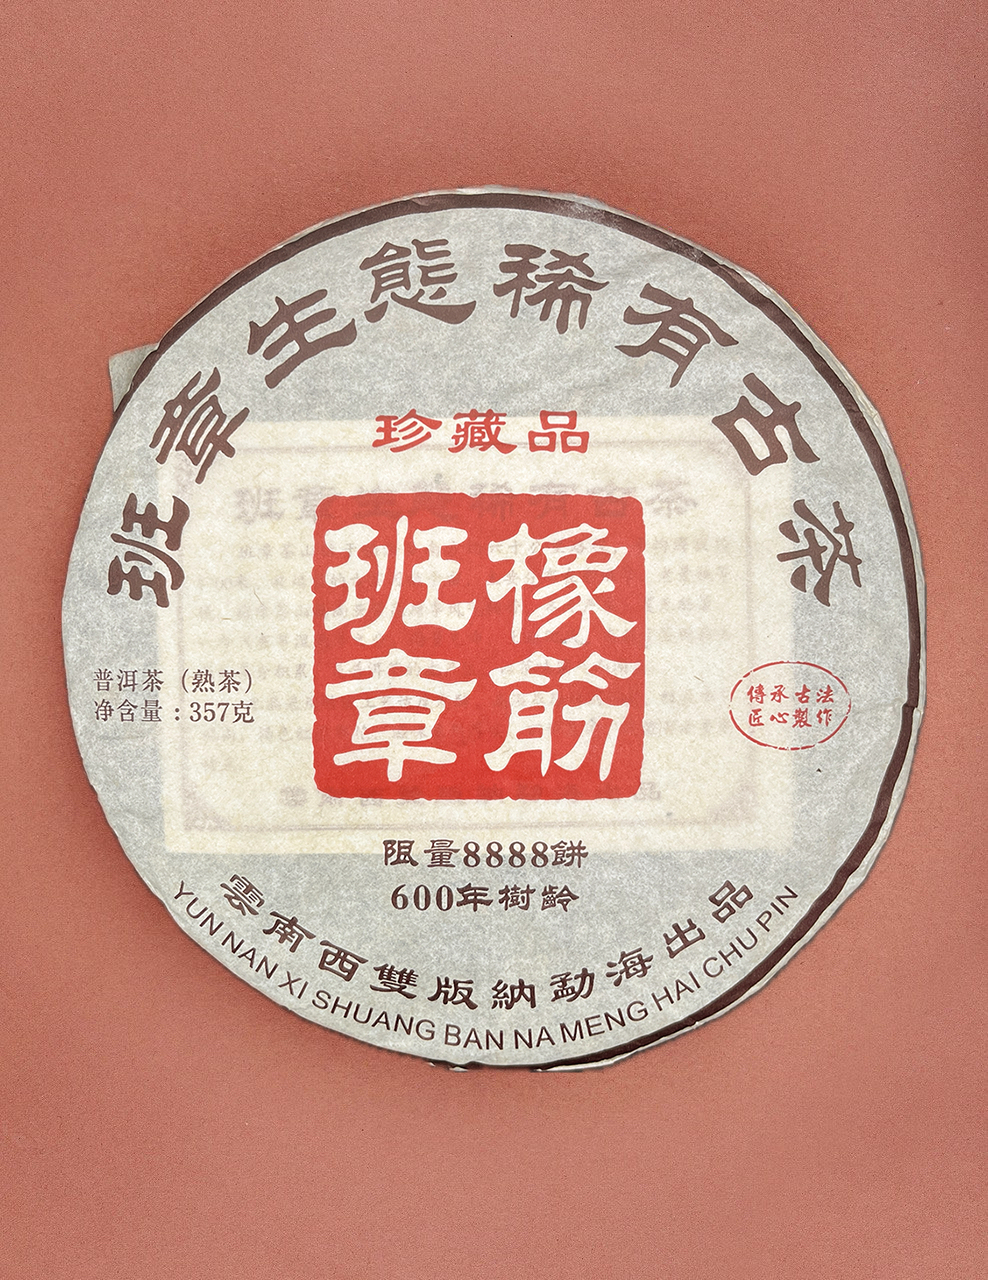 班章生態稀有古茶
珍藏品
橡筋
班章
普洱茶（熟茶）
净含量：357克
傳承古法
匠心製作
限量8888餅
600年樹齡
雲南西雙版納勐海出品
YUN NAN XI SHUANG BAN NA MENG HAI CHU PIN